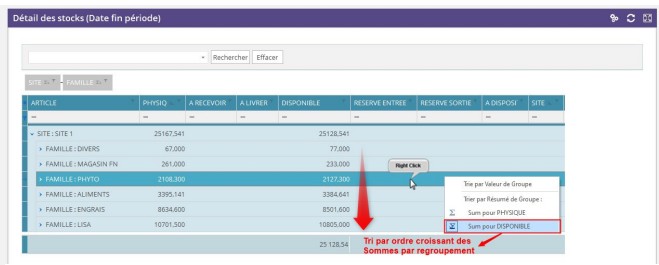 Détail des stocks (Date fin période)
Rechercher Effacer
SITE - FAMILLE
ARTICLE PHYSIQ A RECEVOIR A LIVRER DISPONIBLE RESERVE ENTREE RESERVE SORTIE A DISPOSI SITE
SITE : SITE 1 25167,541 25128,541
FAMILLE : DIVERS 67,000 77,000
FAMILLE : MAGASIN FN 261,000 233,000
Right Click
FAMILLE : PHYTO 2108,300 2127,300
Trie par Valeur de Groupe
FAMILLE : ALIMENTS 3395,141 3384,641
Trier par Résumé de Groupe :
FAMILLE : ENGRAIS 8634,600 8501,600
Σ Sum pour PHYSIQUE
FAMILLE : LISA 10701,500 10805,000
Σ Sum pour DISPONIBLE
25 128,54
Tri par ordre croissant des
Sommes par regroupement